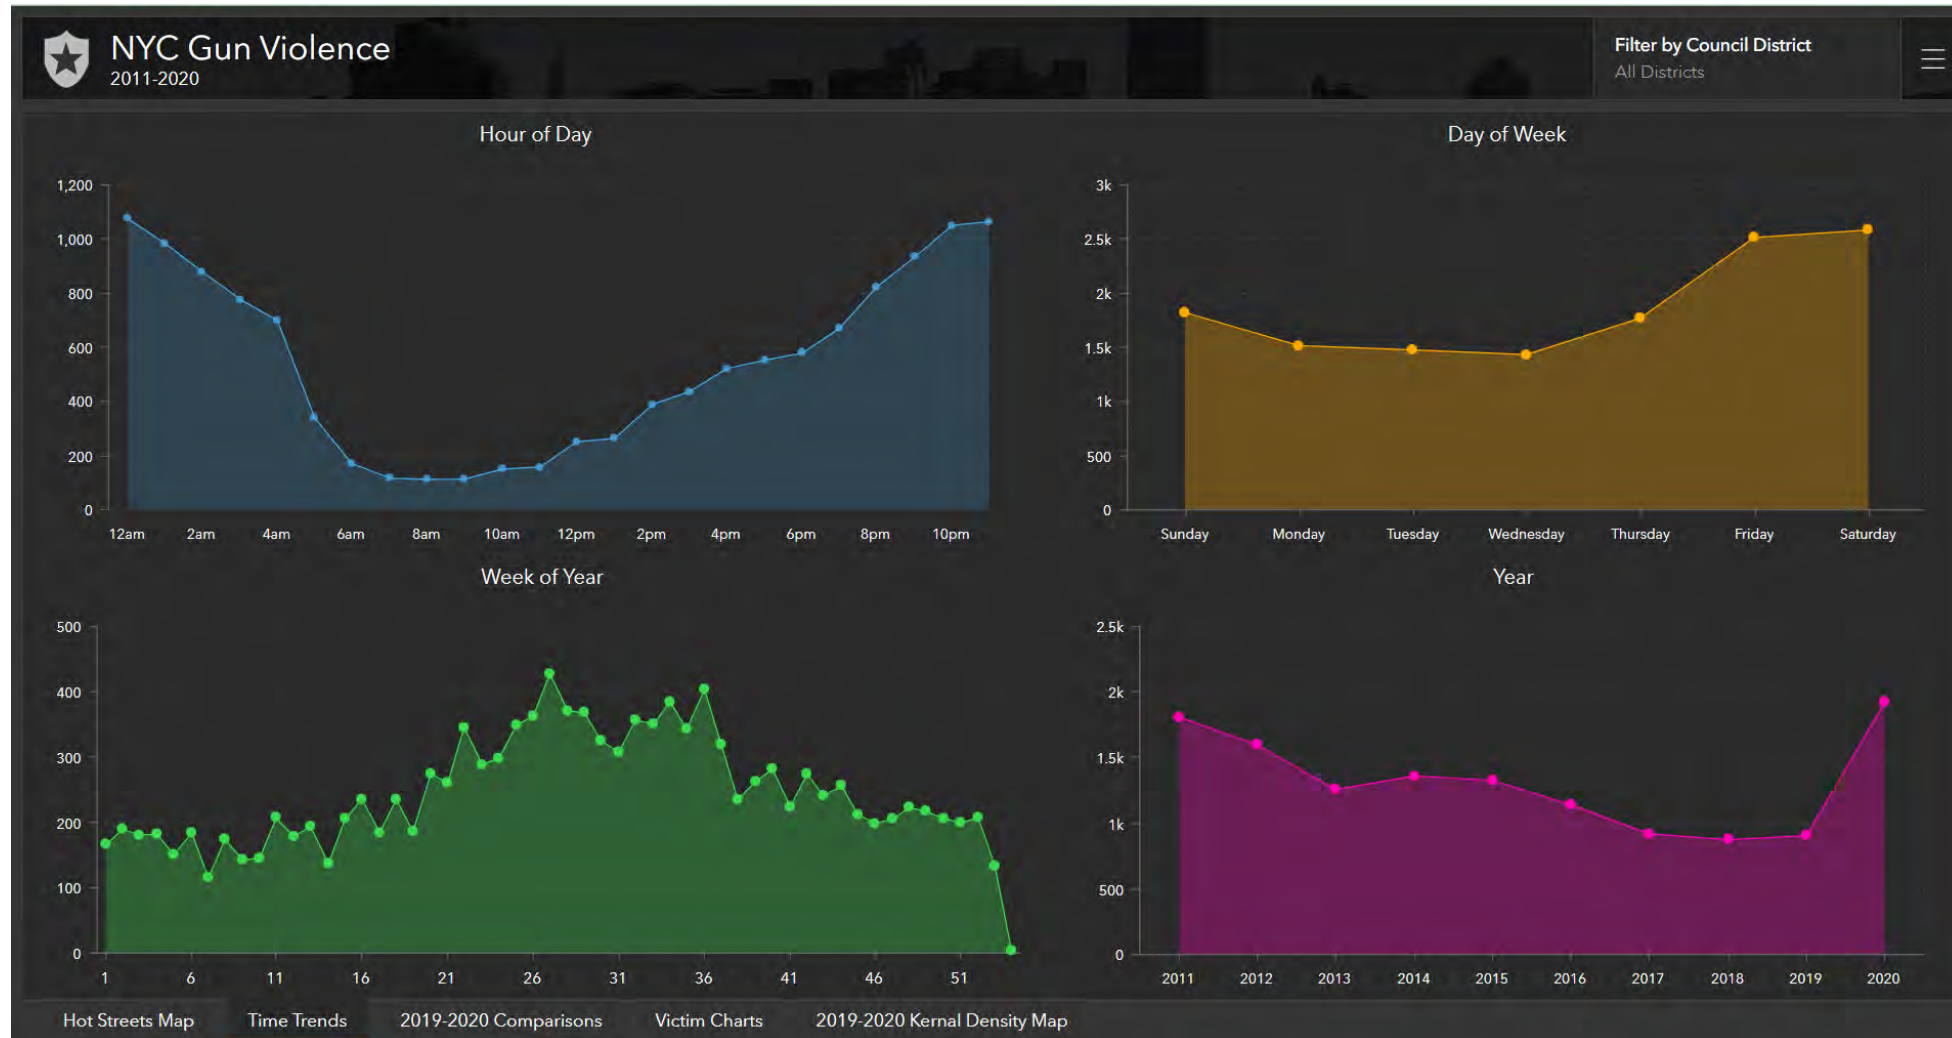 NYC Gun Violence
2011-2020
Filter by Council District
All Districts
Hour of Day
1,200
1,000
800
600
400
200
0
12am 2am 4am 6am 8am 10am 12pm 2pm 4pm 6pm 8pm 10pm
Day of Week
3k
2.5k
2k
1.5k
1k
500
0
Sunday Monday Tuesday Wednesday Thursday Friday Saturday
Week of Year
500
400
300
200
100
0
1 6 11 16 21 26 31 36 41 46 51
Year
2.5k
2k
1.5k
1k
500
0
2011 2012 2013 2014 2015 2016 2017 2018 2019 2020
Hot Streets Map Time Trends 2019-2020 Comparisons Victim Charts 2019-2020 Kernal Density Map